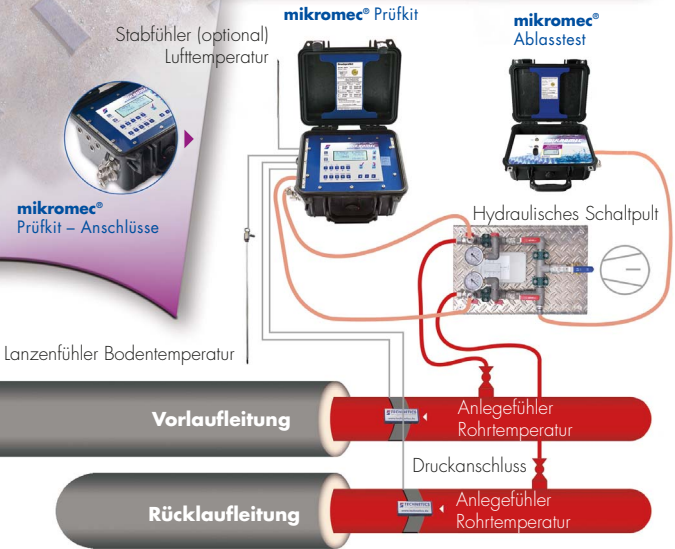 mikromec® Prüfkit
Stabfühler (optional)
Lufttemperatur
mikromec®
Ablasstest
mikromec®
Prüfkit – Anschlüsse
Hydraulisches Schaltpult
Lanzenfühler Bodentemperatur
Vorlaufleitung
Anlegefühler
Rohrtemperatur
Druckanschluss
Rücklaufleitung
Anlegefühler
Rohrtemperatur